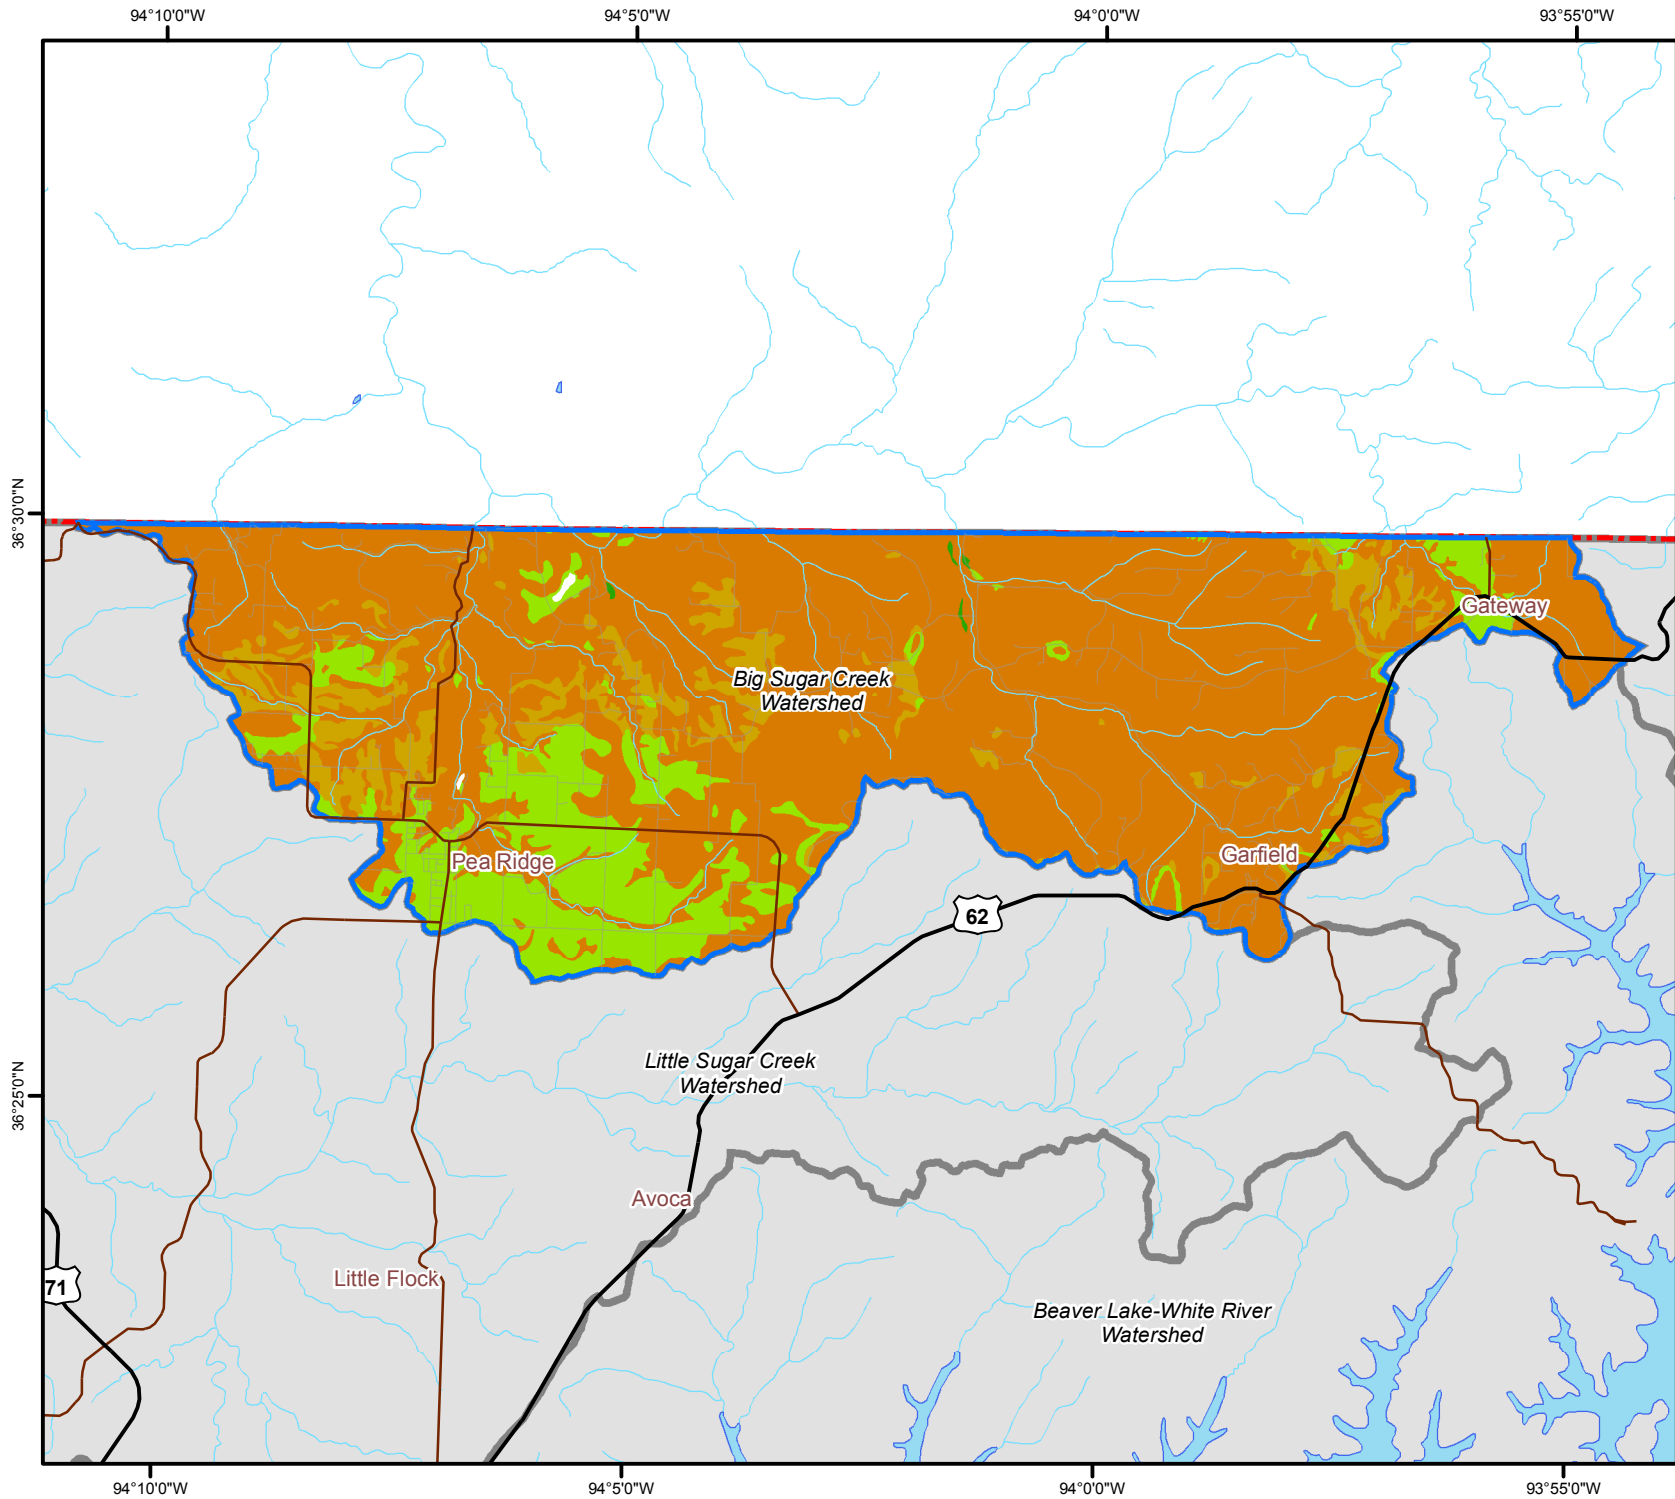 94°10'0"W
94°5'0"W
94°0'0"W
93°55'0"W
36°30'0"N
Gateway
Big Sugar Creek
Watershed
Pea Ridge
Garfield
62
Little Sugar Creek
Watershed
36°25'0"N
Avoca
Little Flock
71
Beaver Lake-White River
Watershed
94°10'0"W
94°5'0"W
94°0'0"W
93°55'0"W